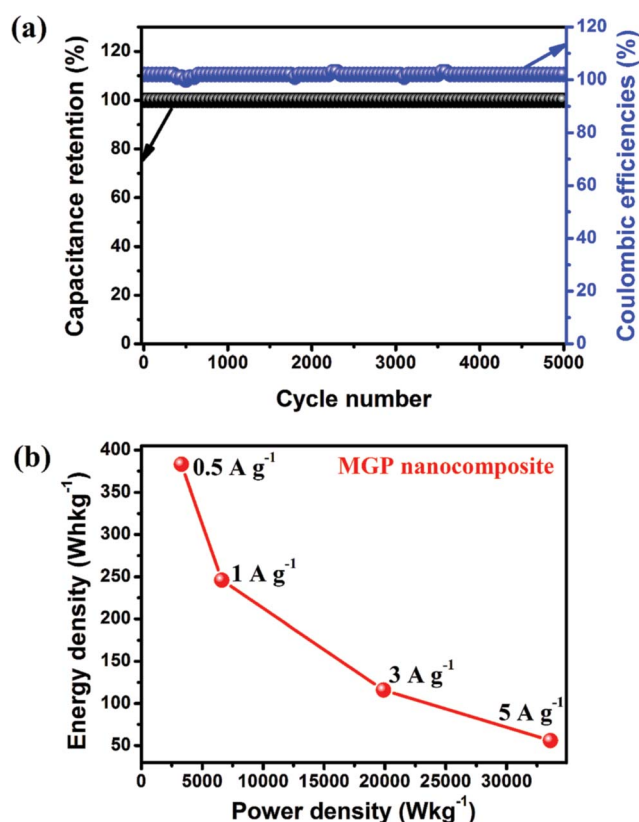 (a)
Capacitance retention (%)
120
100
80
60
40
20
0
120
100
80
60
40
20
0
Coulombic efficiencies (%)
0 1000 2000 3000 4000 5000
Cycle number
(b)
Energy density (Whkg⁻¹)
400
350
300
250
200
150
100
50
MGP nanocomposite
0.5 A g⁻¹
1 A g⁻¹
3 A g⁻¹
5 A g⁻¹
0 5000 10000 15000 20000 25000 30000
Power density (Wkg⁻¹)